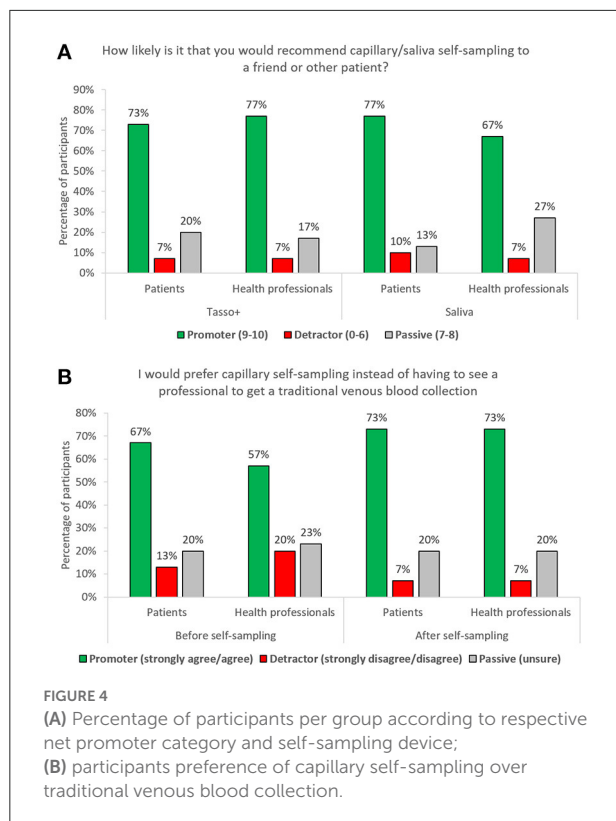 A
How likely is it that you would recommend capillary/saliva self-sampling to
a friend or other patient?
Percentage of participants
90%
80%
70%
60%
50%
40%
30%
20%
10%
0%
73%
7%
20%
77%
7%
17%
77%
10%
13%
67%
7%
27%
Patients
Health professionals
Patients
Health professionals
Tasso+
Saliva
Promoter (9-10)
Detractor (0-6)
Passive (7-8)
B
I would prefer capillary self-sampling instead of having to see a
professional to get a traditional venous blood collection
Percentage of participants
80%
70%
60%
50%
40%
30%
20%
10%
0%
67%
13%
20%
57%
20%
23%
73%
7%
20%
73%
7%
20%
Patients
Health professionals
Patients
Health professionals
Before self-sampling
After self-sampling
Promoter (strongly agree/agree)
Detractor (strongly disagree/disagree)
Passive (unsure)
FIGURE 4
(A) Percentage of participants per group according to respective
net promoter category and self-sampling device;
(B) participants preference of capillary self-sampling over
traditional venous blood collection.